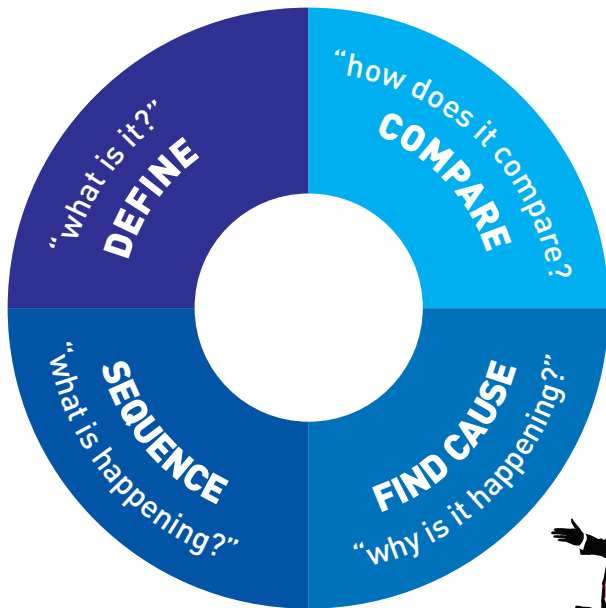 “what is it?”
DEFINE
“how does it compare?
COMPARE
SEQUENCE
“what is happening?”
FIND CAUSE
“why is it happening?”